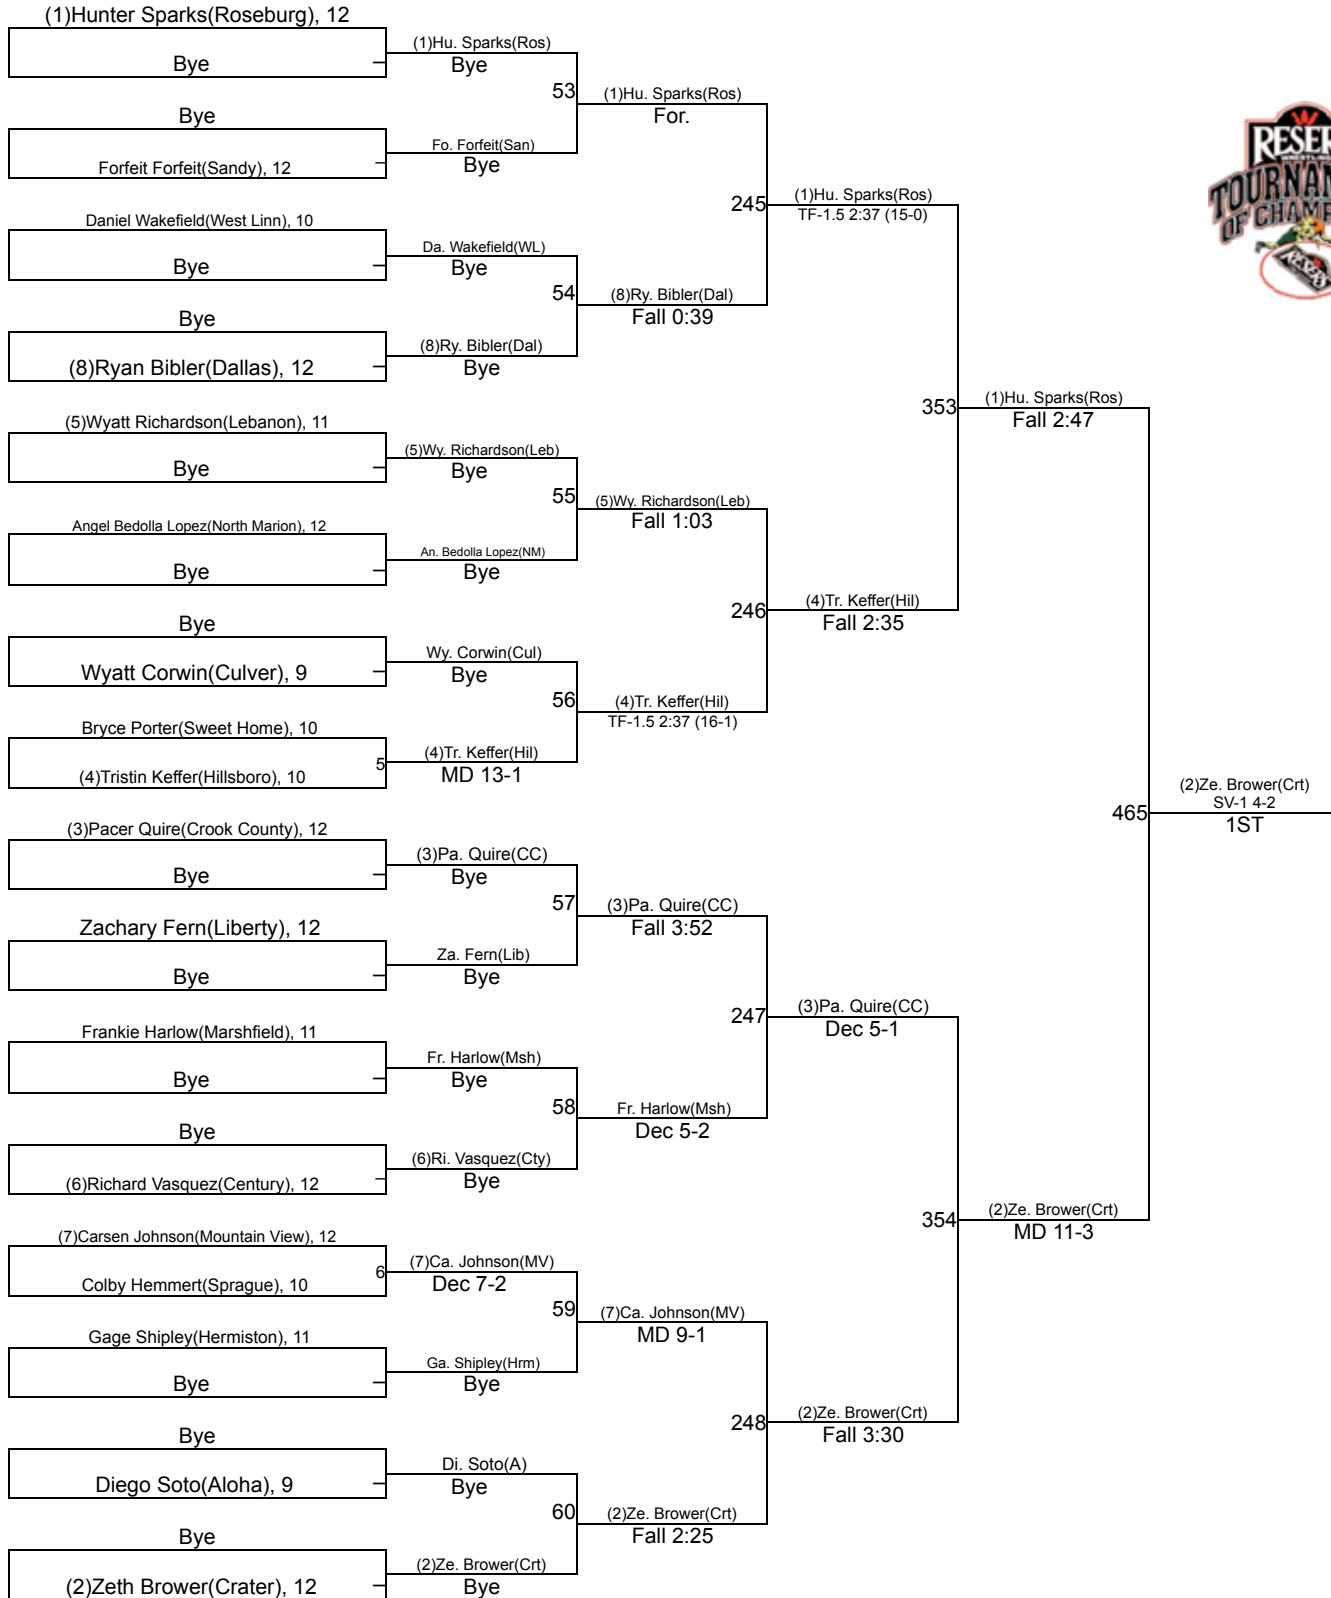 (1)Hunter Sparks(Roseburg), 12
Bye
Bye
Forfeit Forfeit(Sandy), 12
Daniel Wakefield(West Linn), 10
Bye
Bye
(8)Ryan Bibler(Dallas), 12
(5)Wyatt Richardson(Lebanon), 11
Bye
Angel Bedolla Lopez(North Marion), 12
Bye
Bye
Wyatt Corwin(Culver), 9
Bryce Porter(Sweet Home), 10
(4)Tristin Keffer(Hillsboro), 10
5
(3)Pacer Quire(Crook County), 12
Bye
Zachary Fern(Liberty), 12
Bye
Frankie Harlow(Marshfield), 11
Bye
Bye
(6)Richard Vasquez(Century), 12
(7)Carsen Johnson(Mountain View), 12
Colby Hemmert(Sprague), 10
6
Gage Shipley(Hermiston), 11
Bye
Bye
Diego Soto(Aloha), 9
Bye
(2)Zeth Brower(Crater), 12
(1)Hu. Sparks(Ros)
Bye
53
Fo. Forfeit(San)
Bye
Da. Wakefield(WL)
Bye
54
(8)Ry. Bibler(Dal)
Bye
(5)Wy. Richardson(Leb)
Bye
55
An. Bedolla Lopez(NM)
Bye
Wy. Corwin(Cul)
Bye
56
(4)Tr. Keffer(Hil)
MD 13-1
(3)Pa. Quire(CC)
Bye
57
Za. Fern(Lib)
Bye
Fr. Harlow(Msh)
Bye
58
(6)Ri. Vasquez(Cty)
Bye
(7)Ca. Johnson(MV)
Dec 7-2
59
Ga. Shipley(Hrm)
Bye
Di. Soto(A)
Bye
60
(2)Ze. Brower(Crt)
Bye
(1)Hu. Sparks(Ros)
For.
245
(8)Ry. Bibler(Dal)
Fall 0:39
(5)Wy. Richardson(Leb)
Fall 1:03
246
(4)Tr. Keffer(Hil)
TF-1.5 2:37 (16-1)
(3)Pa. Quire(CC)
Fall 3:52
247
Fr. Harlow(Msh)
Dec 5-2
(7)Ca. Johnson(MV)
MD 9-1
248
(2)Ze. Brower(Crt)
Fall 2:25
(1)Hu. Sparks(Ros)
TF-1.5 2:37 (15-0)
353
(4)Tr. Keffer(Hil)
Fall 2:35
(3)Pa. Quire(CC)
Dec 5-1
354
(2)Ze. Brower(Crt)
Fall 3:30
(1)Hu. Sparks(Ros)
Fall 2:47
465
(2)Ze. Brower(Crt)
MD 11-3
(2)Ze. Brower(Crt)
SV-1 4-2
1ST